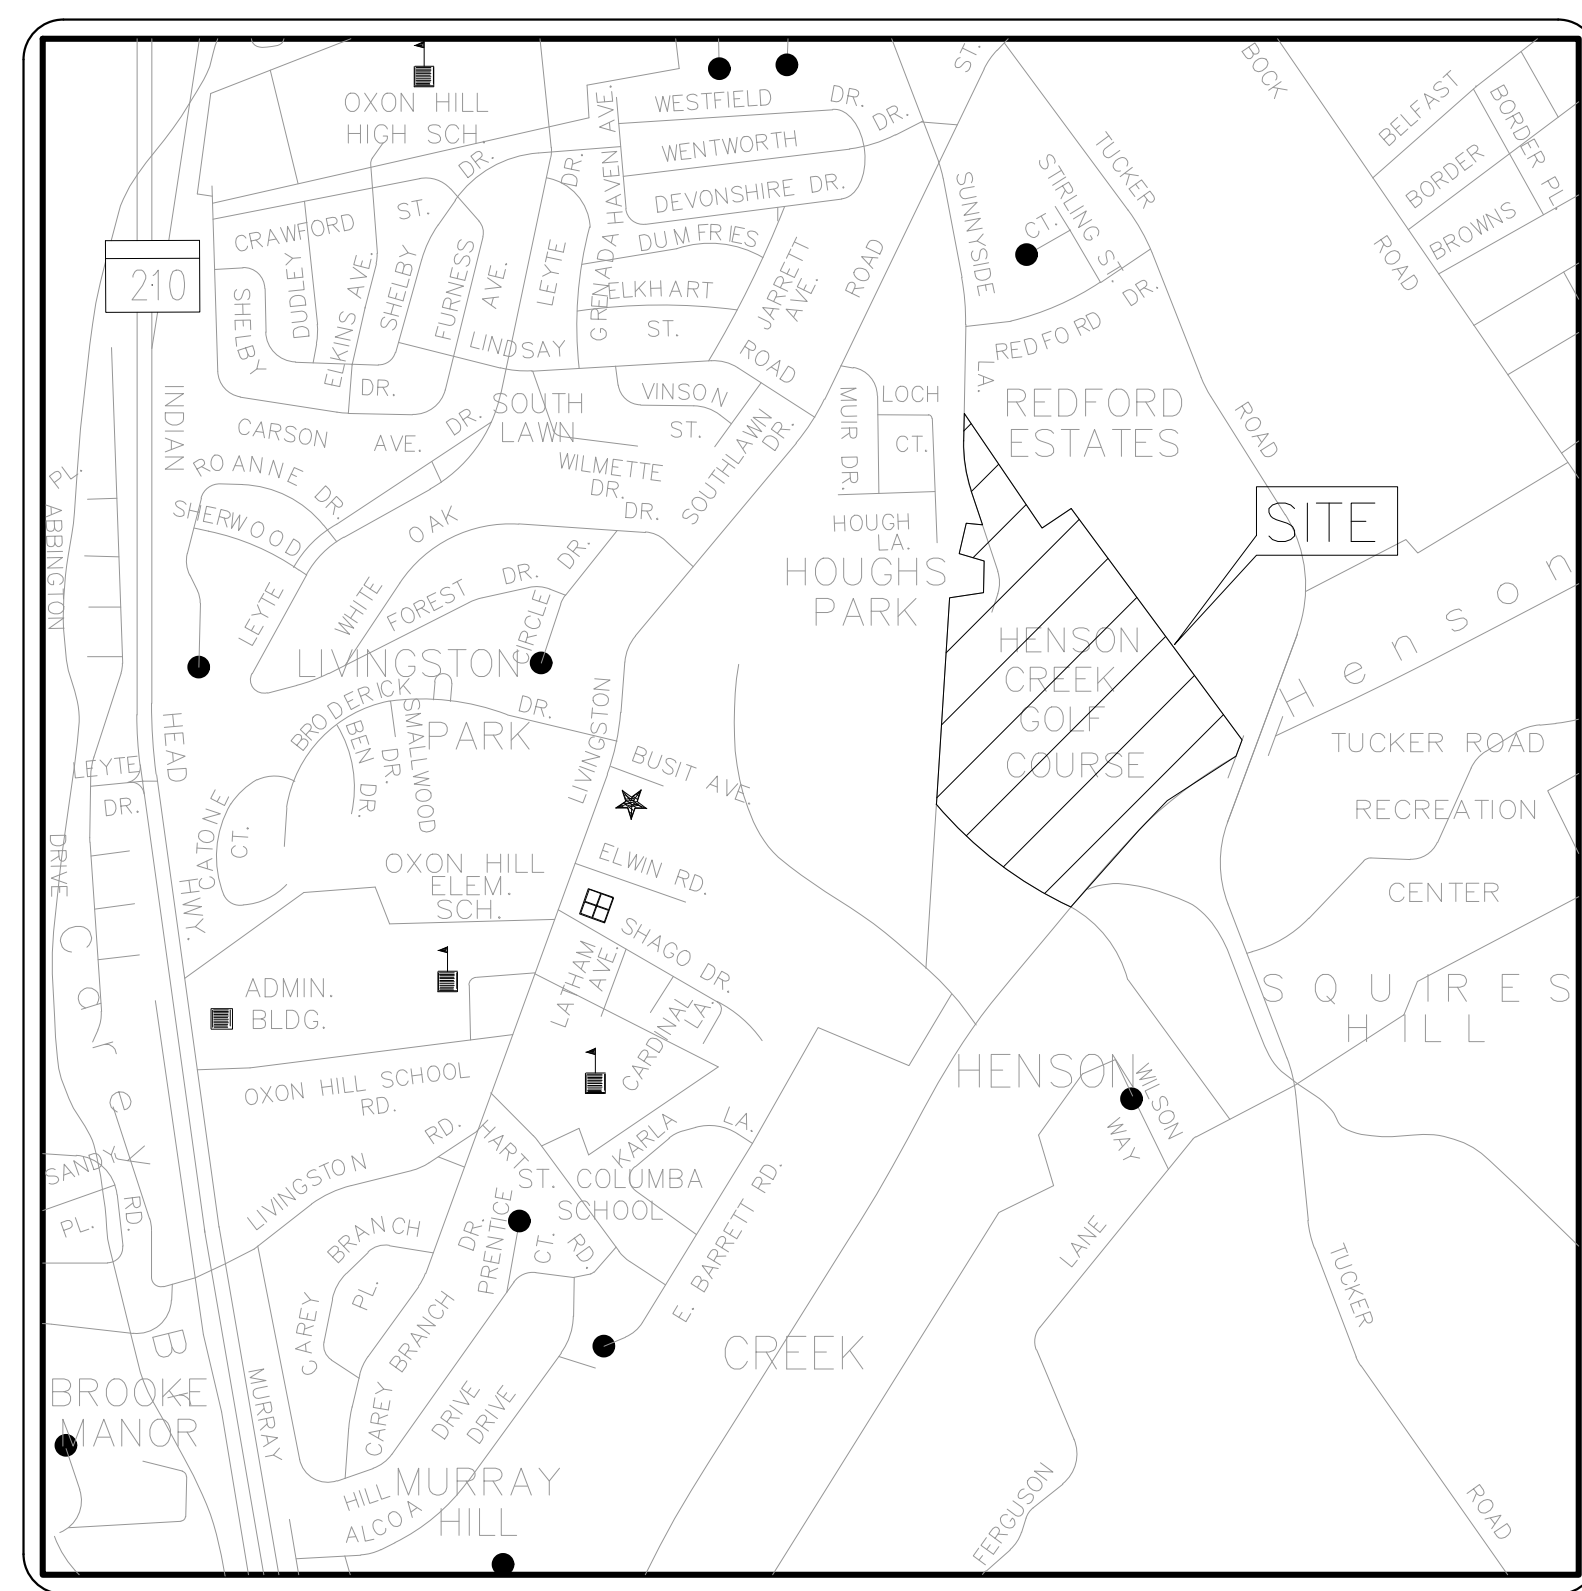 OXON HILL
HIGH SCH.
WESTFIELD DR.
WENTWORTH DR.
DEVONSHIRE DR.
DUMFRIES
ELKHART
ST.
GRENADA HAVEN AVE.
LEYTE DR.
DR.
CRAWFORD ST.
SHELBY
DUDLEY
ELKINS AVE.
SHELBY
FURNESS AVE.
LINDSAY ROAD
JARRETT AVE.
ROAD
ST.
SUNNYSIDE LA.
STIRLING ST.
CT.
REDFORD DR.
TUCKER
ROAD
BOCK
ROAD
BELFAST
BORDER
BORDER PL.
BROWNS
210
INDIAN
HEAD
HWY.
DR.
CARSON AVE.
DR.
SOUTH
LAWN
VINSON
ST.
WILMETTE
DR.
DR.
SOUTHLAWN DR.
MUIR DR.
LOCH
CT.
HOUGH
LA.
REDFORD
ESTATES
SITE
HOUGHS
PARK
HENSON
CREEK
GOLF
COURSE
Henson
PL.
ABBINGTON
ROANNE DR.
SHERWOOD
LEYTE
OAK
WHITE
FOREST DR.
CIRCLE DR.
LIVINGSTON
PARK
BRODERICK DR.
BEN DR.
SMALLWOOD
DR.
LIVINGSTON
BUSIT AVE.
LEYTE
DR.
DRIVE
CATONE
CT.
ELWIN RD.
OXON HILL
ELEM.
SCH.
SHAGO DR.
LATHAM
AVE.
CARDINAL
LA.
TUCKER ROAD
RECREATION
CENTER
SQUIRES
HILL
ADMIN.
BLDG.
OXON HILL SCHOOL
RD.
Carey
SANDY
PL.
RD.
LIVINGSTON RD.
HART
RD.
KARLA LA.
ST. COLUMBA
SCHOOL
PRENTICE
CT.
BRANCH
PL.
CAREY
CAREY BRANCH
DR.
E. BARRETT RD.
HENSON
CREEK
WILSON
WAY
LANE
FERGUSON
TUCKER
ROAD
Br
BROOKE
MANOR
MURRAY
HILL
DRIVE
ALCOA
DRIVE
MURRAY
HILL